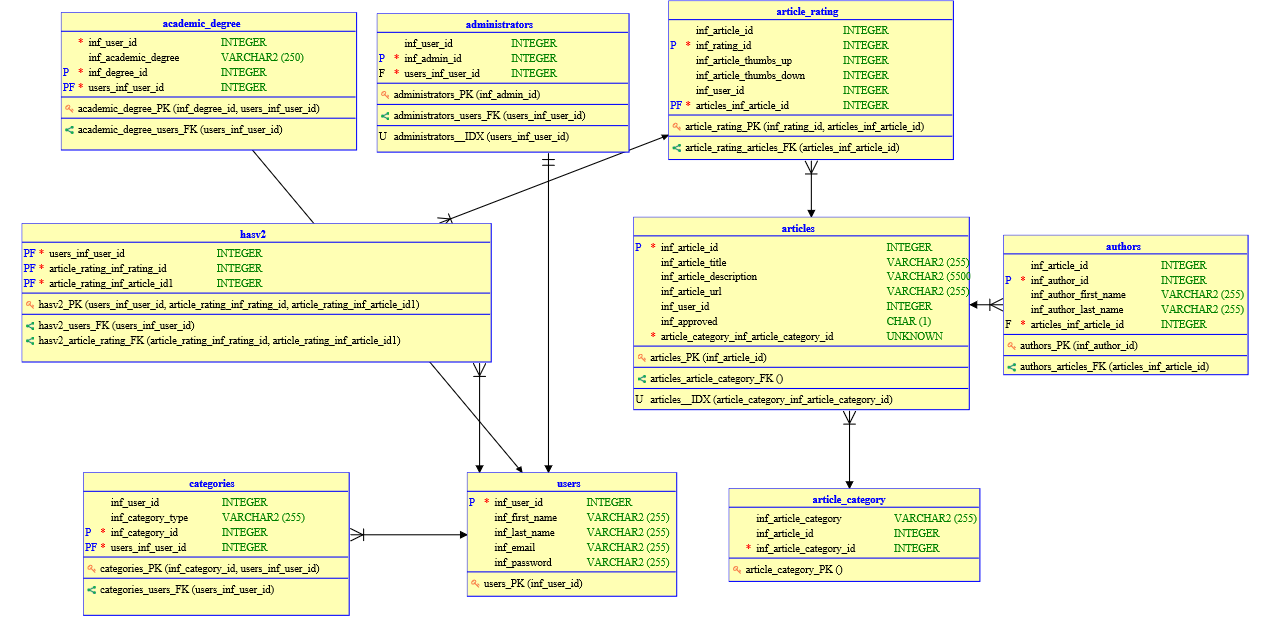 academic_degree
* inf_user_id INTEGER
inf_academic_degree VARCHAR2 (250)
P * inf_degree_id INTEGER
PF * users_inf_user_id INTEGER
academic_degree_PK (inf_degree_id, users_inf_user_id)
academic_degree_users_FK (users_inf_user_id)
administrators
inf_user_id INTEGER
P * inf_admin_id INTEGER
F * users_inf_user_id INTEGER
administrators_PK (inf_admin_id)
administrators_users_FK (users_inf_user_id)
U administrators__IDX (users_inf_user_id)
article_rating
inf_article_id INTEGER
P * inf_rating_id INTEGER
inf_article_thumbs_up INTEGER
inf_article_thumbs_down INTEGER
inf_user_id INTEGER
PF * articles_inf_article_id INTEGER
article_rating_PK (inf_rating_id, articles_inf_article_id)
article_rating_articles_FK (articles_inf_article_id)
hasv2
PF * users_inf_user_id INTEGER
PF * article_rating_inf_rating_id INTEGER
PF * article_rating_inf_article_id1 INTEGER
hasv2_PK (users_inf_user_id, article_rating_inf_rating_id, article_rating_inf_article_id1)
hasv2_users_FK (users_inf_user_id)
hasv2_article_rating_FK (article_rating_inf_rating_id, article_rating_inf_article_id1)
articles
P * inf_article_id INTEGER
inf_article_title VARCHAR2 (255)
inf_article_description VARCHAR2 (5500
inf_article_url VARCHAR2 (255)
inf_user_id INTEGER
inf_approved CHAR (1)
* article_category_inf_article_category_id UNKNOWN
articles_PK (inf_article_id)
articles_article_category_FK ()
U articles__IDX (article_category_inf_article_category_id)
authors
inf_article_id INTEGER
P * inf_author_id INTEGER
inf_author_first_name VARCHAR2 (255)
inf_author_last_name VARCHAR2 (255)
F * articles_inf_article_id INTEGER
authors_PK (inf_author_id)
authors_articles_FK (articles_inf_article_id)
categories
inf_user_id INTEGER
inf_category_type VARCHAR2 (255)
P * inf_category_id INTEGER
PF * users_inf_user_id INTEGER
categories_PK (inf_category_id, users_inf_user_id)
categories_users_FK (users_inf_user_id)
users
P * inf_user_id INTEGER
inf_first_name VARCHAR2 (255)
inf_last_name VARCHAR2 (255)
inf_email VARCHAR2 (255)
inf_password VARCHAR2 (255)
users_PK (inf_user_id)
article_category
inf_article_category VARCHAR2 (255)
inf_article_id INTEGER
* inf_article_category_id INTEGER
article_category_PK ()